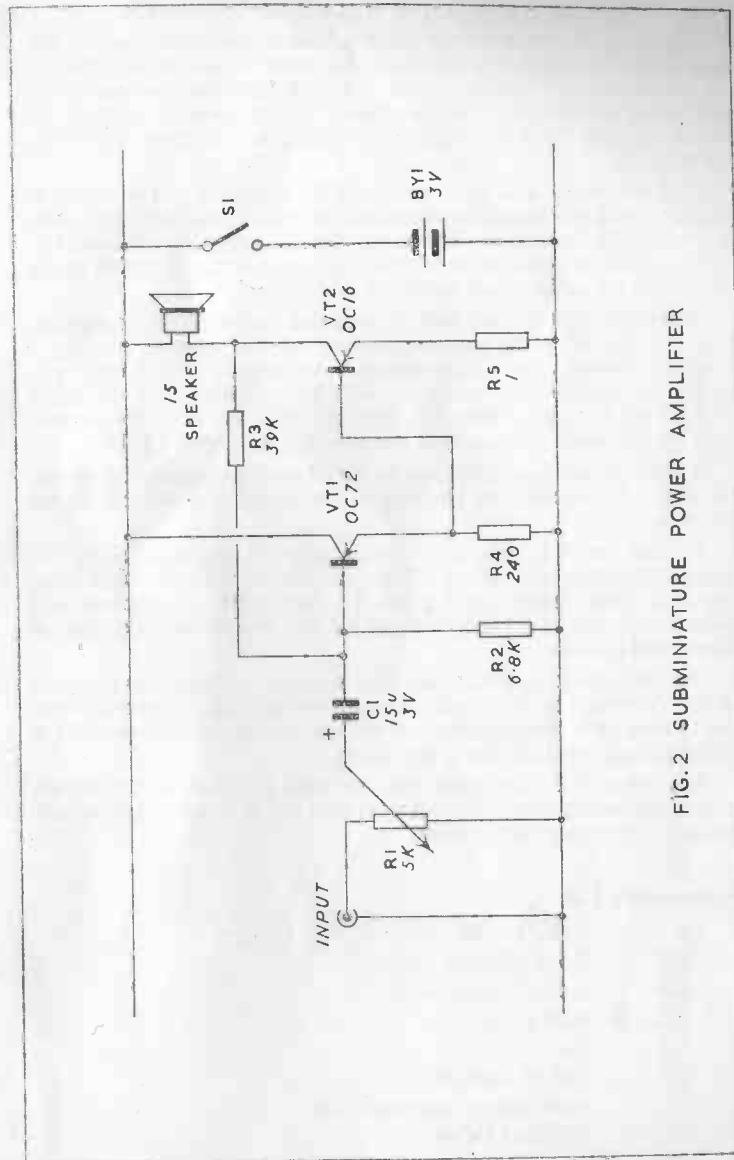 INPUT
R1
5K
+
C1
15u
3V
R2
6.8K
R3
39K
VT1
OC72
R4
240
15
SPEAKER
VT2
OC16
R5
1
S1
BY1
3V
FIG. 2 SUBMINIATURE POWER AMPLIFIER